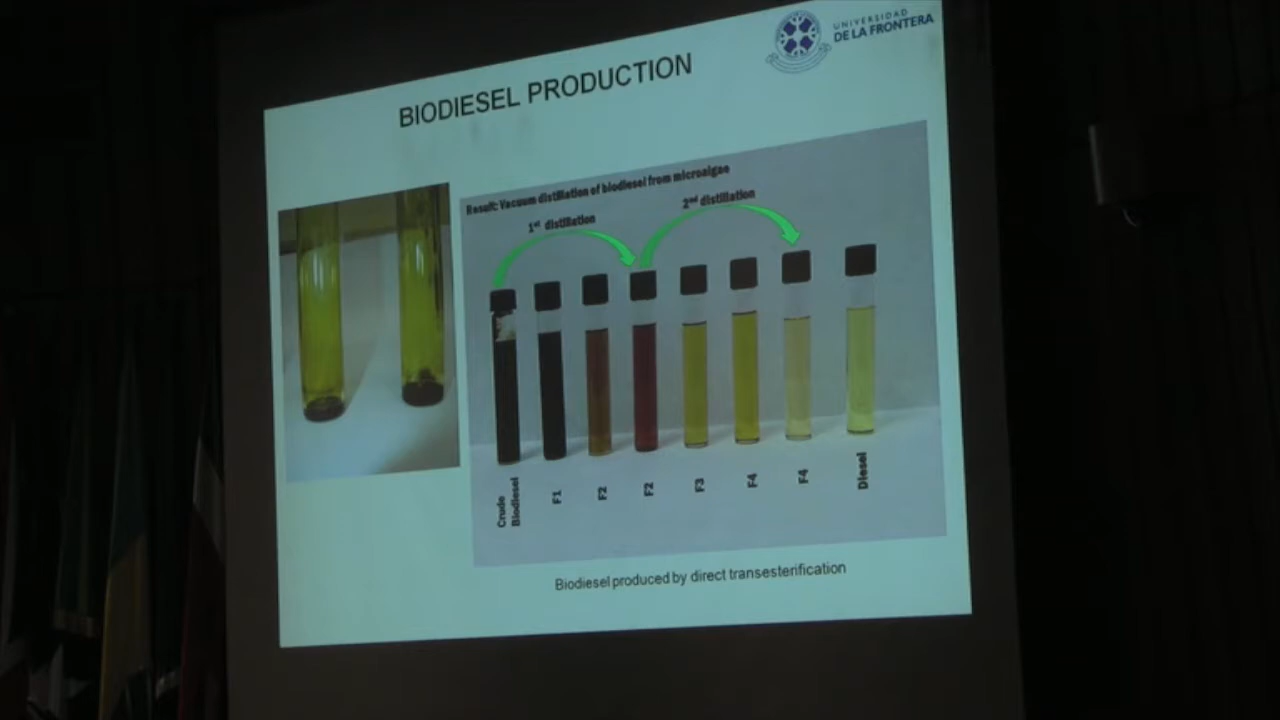 UNIVERSIDAD
DE LA FRONTERA
BIODIESEL PRODUCTION
Result: Vacuum distillation of biodiesel from microalgae
1st distillation
2nd distillation
Crude
Biodiesel
F1
F2
F2
F3
F4
F4
Diesel
Biodiesel produced by direct transesterification